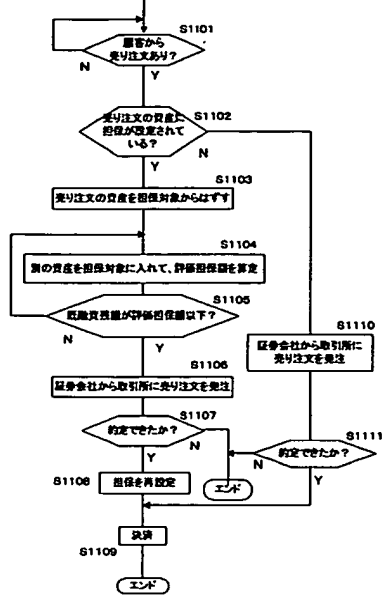 S1101
顧客から
売り注文あり？
N
Y
売り注文の資産に
担保が設定されて
いる？
S1102
N
Y
S1103
売り注文の資産を担保対象からはずす
S1104
別の資産を担保対象に入れて、評価担保額を算定
S1105
既融資残額が評価担保額以下？
N
Y
S1106
証券会社から取引所に売り注文を発注
S1110
証券会社から取引所に
売り注文を発注
S1107
約定できたか？
N
Y
S1111
約定できたか？
N
Y
S1108
担保を再設定
エンド
決済
S1109
エンド